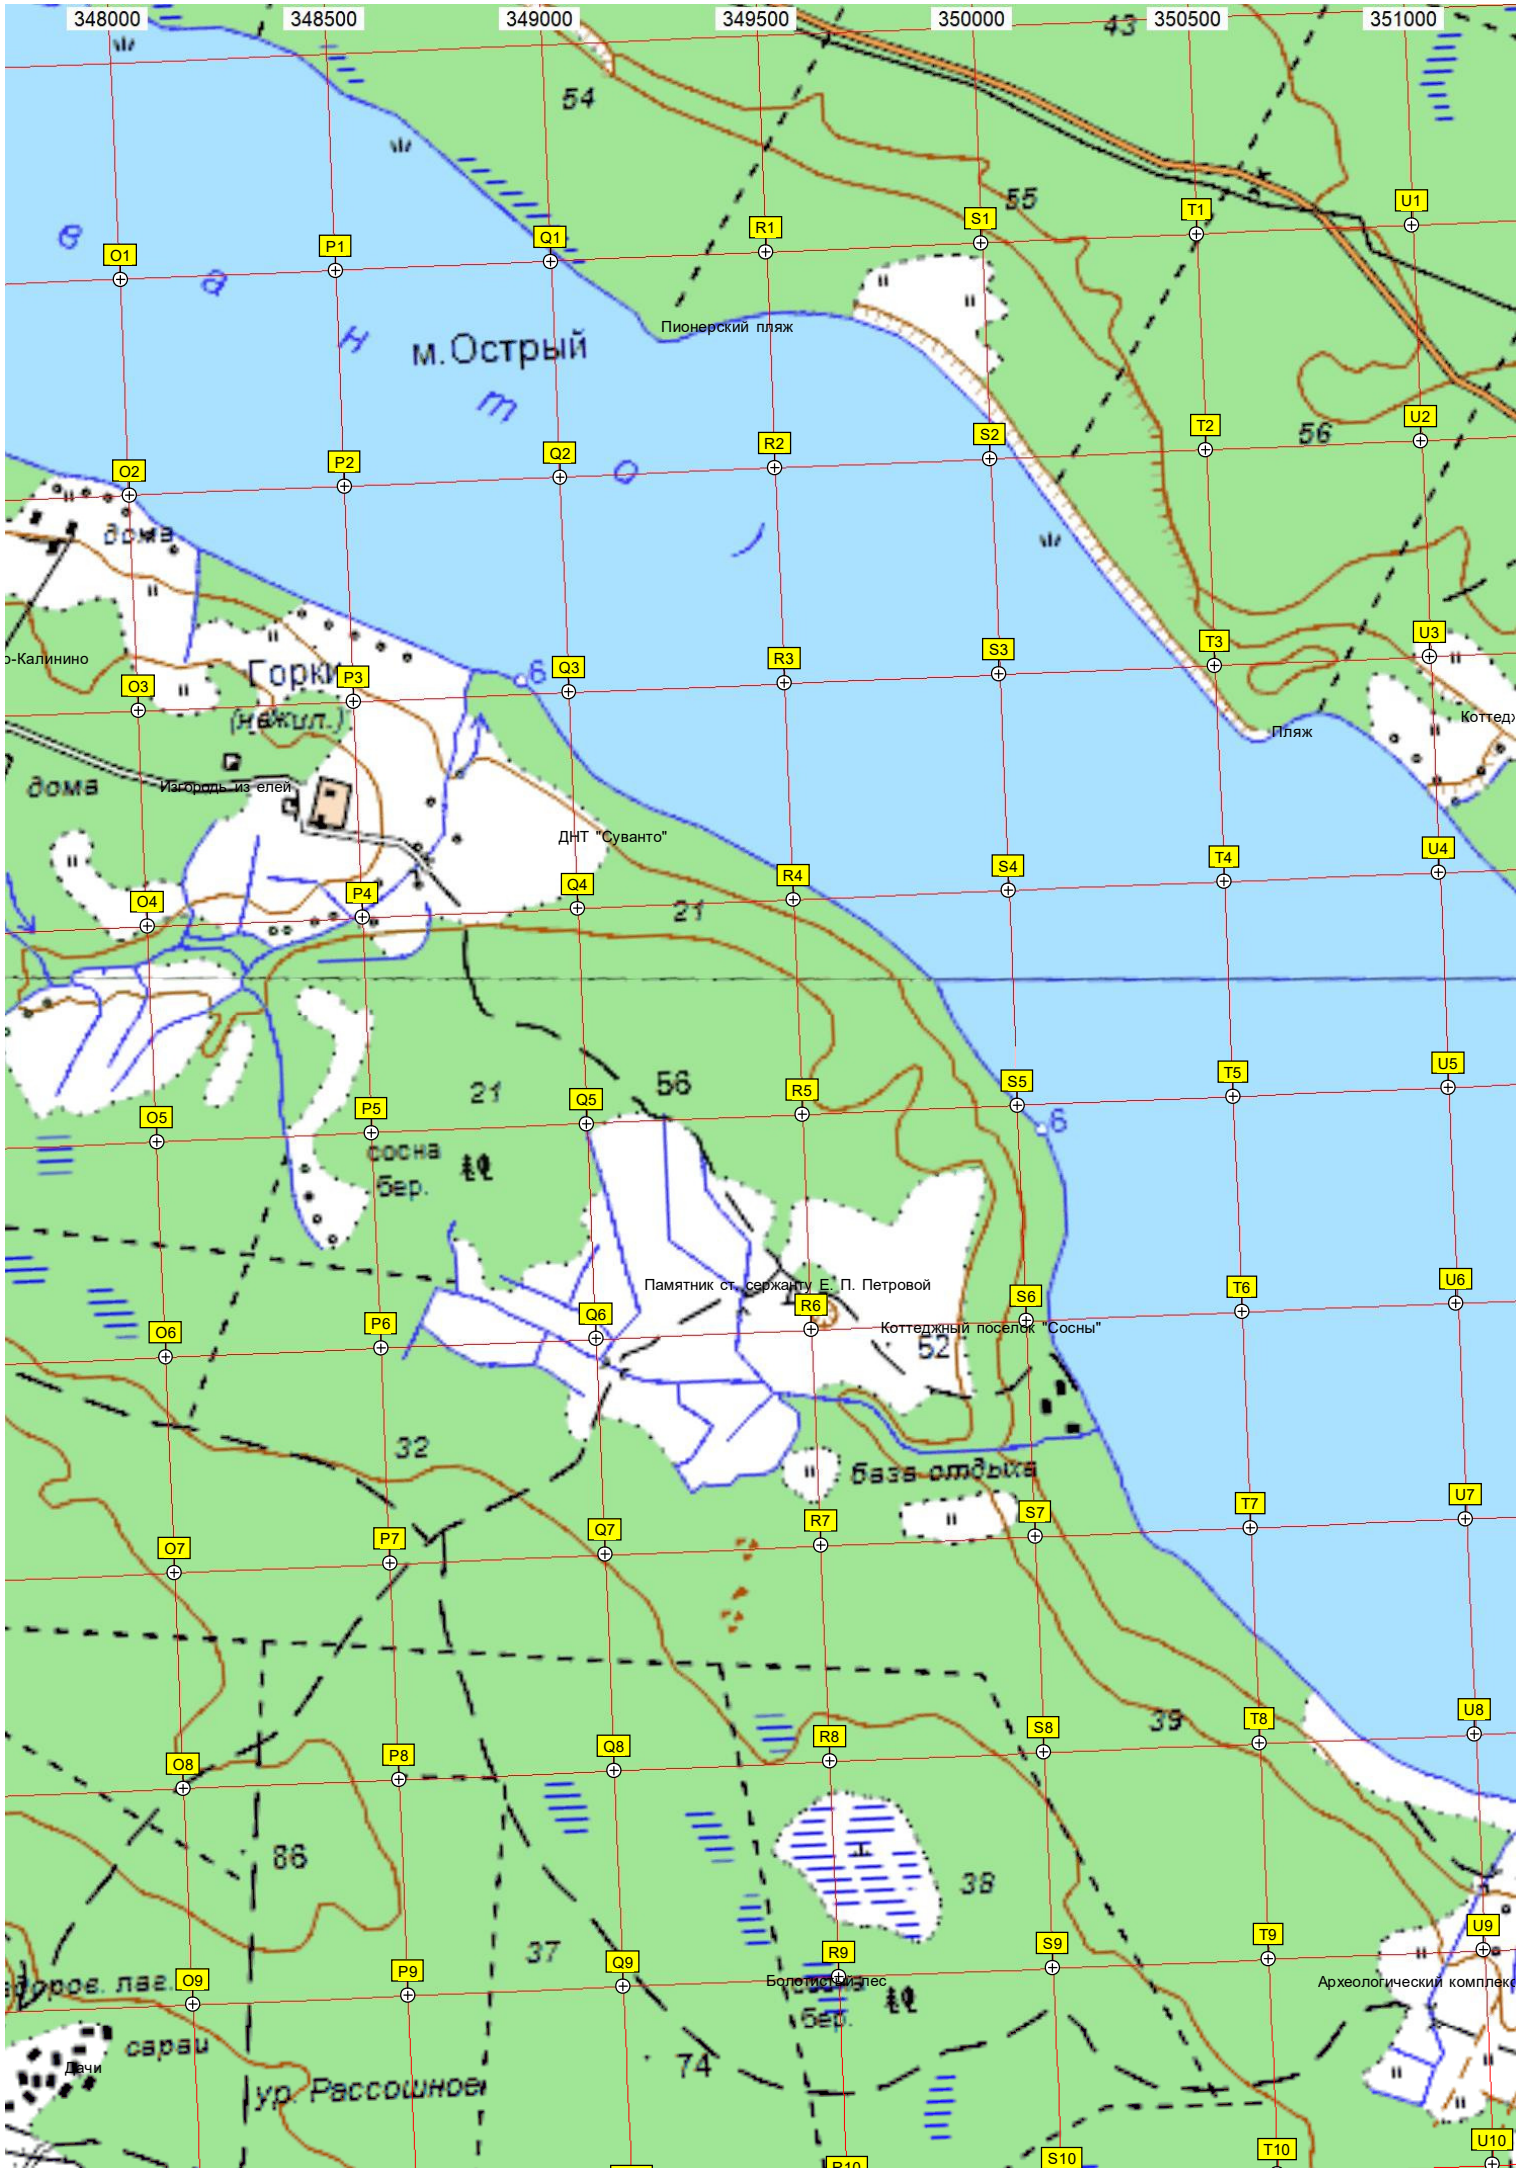 348000 348500 349000 349500 350000 350500 351000
43
54
55
U1
T1
S1
R1
Q1
P1
O1
в а н т о
Пионерский пляж
м.Острый
56
U2
T2
S2
R2
Q2
P2
O2
дома
о-Калинино
Горки
(нежил.)
6
U3
T3
S3
R3
Q3
P3
O3
Коттедж
Пляж
дома
Изгородь из елей
ДНТ "Суванто"
U4
T4
S4
R4
Q4
P4
O4
21
21
56
U5
T5
S5
R5
Q5
P5
O5
6
сосна
бер.
Памятник ст. сержанту Е. П. Петровой
U6
T6
S6
R6
Q6
P6
O6
Коттеджный поселок "Сосны"
52
32
база отдыха
U7
T7
S7
R7
Q7
P7
O7
39
U8
T8
S8
R8
Q8
P8
O8
86
38
37
U9
T9
S9
R9
Q9
P9
O9
Болотистый лес
бер.
Археологический комплекс
доров. лаг.
сараи
Дачи
74
ур. Рассошное
U10
T10
S10
R10